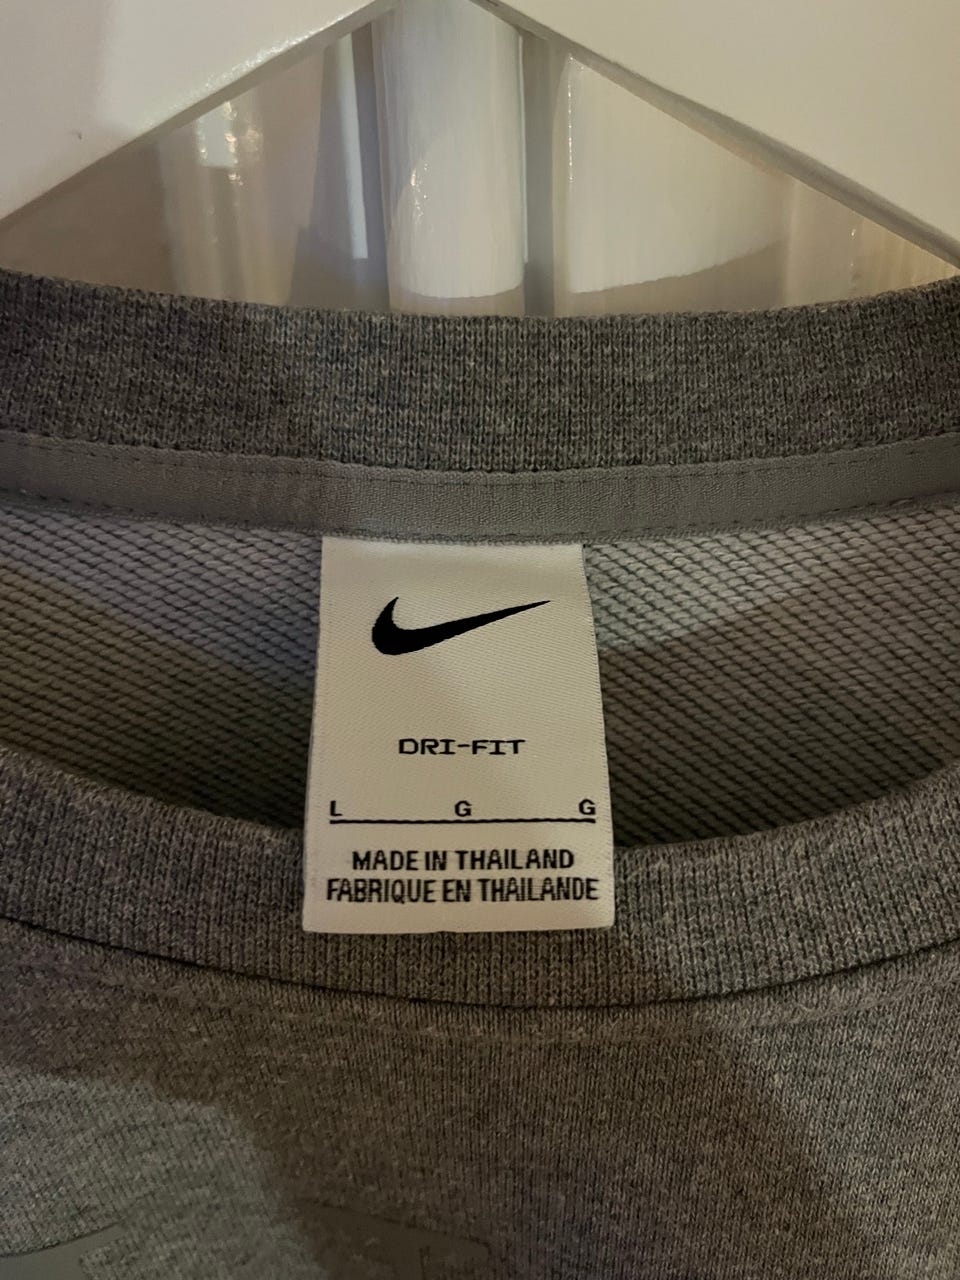 DRI-FIT
L G G
MADE IN THAILAND
FABRIQUE EN THAILANDE